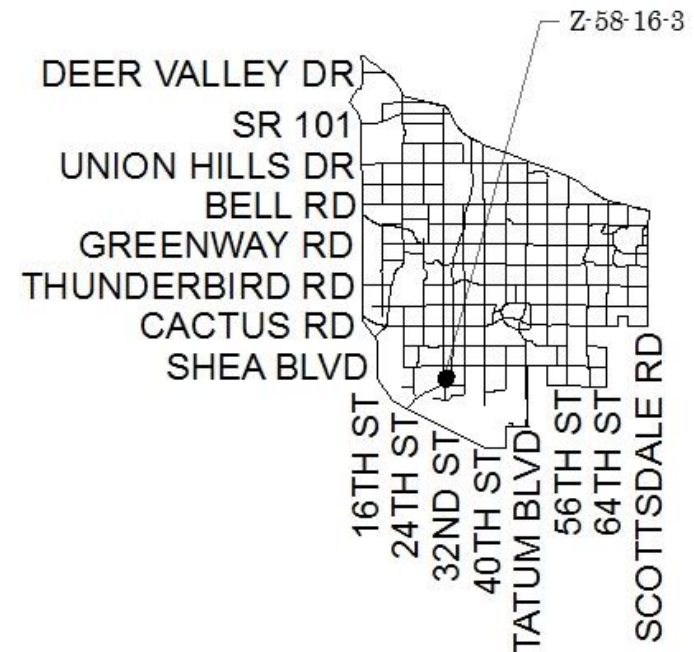 Z-58-16-3
DEER VALLEY DR
SR 101
UNION HILLS DR
BELL RD
GREENWAY RD
THUNDERBIRD RD
CACTUS RD
SHEA BLVD
16TH ST
24TH ST
32ND ST
40TH ST
TATUM BLVD
56TH ST
64TH ST
SCOTTSDALE RD